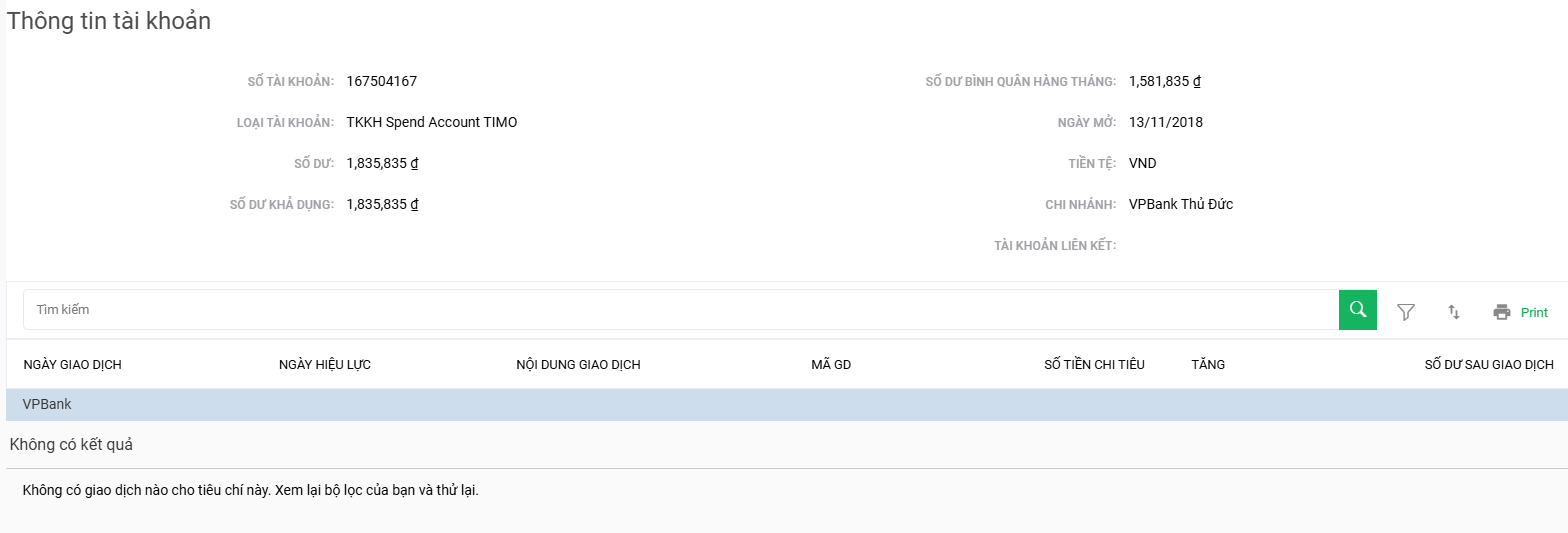 Thông tin tài khoản
SỐ TÀI KHOẢN: 167504167
SỐ DƯ BÌNH QUÂN HÀNG THÁNG: 1,581,835 ₫
LOẠI TÀI KHOẢN: TKKH Spend Account TIMO
NGÀY MỞ: 13/11/2018
SỐ DƯ: 1,835,835 ₫
TIỀN TỆ: VND
SỐ DƯ KHẢ DỤNG: 1,835,835 ₫
CHI NHÁNH: VPBank Thủ Đức
TÀI KHOẢN LIÊN KẾT:
Tìm kiếm
Print
NGÀY GIAO DỊCH NGÀY HIỆU LỰC NỘI DUNG GIAO DỊCH MÃ GD SỐ TIỀN CHI TIÊU TĂNG SỐ DƯ SAU GIAO DỊCH
VPBank
Không có kết quả
Không có giao dịch nào cho tiêu chí này. Xem lại bộ lọc của bạn và thử lại.